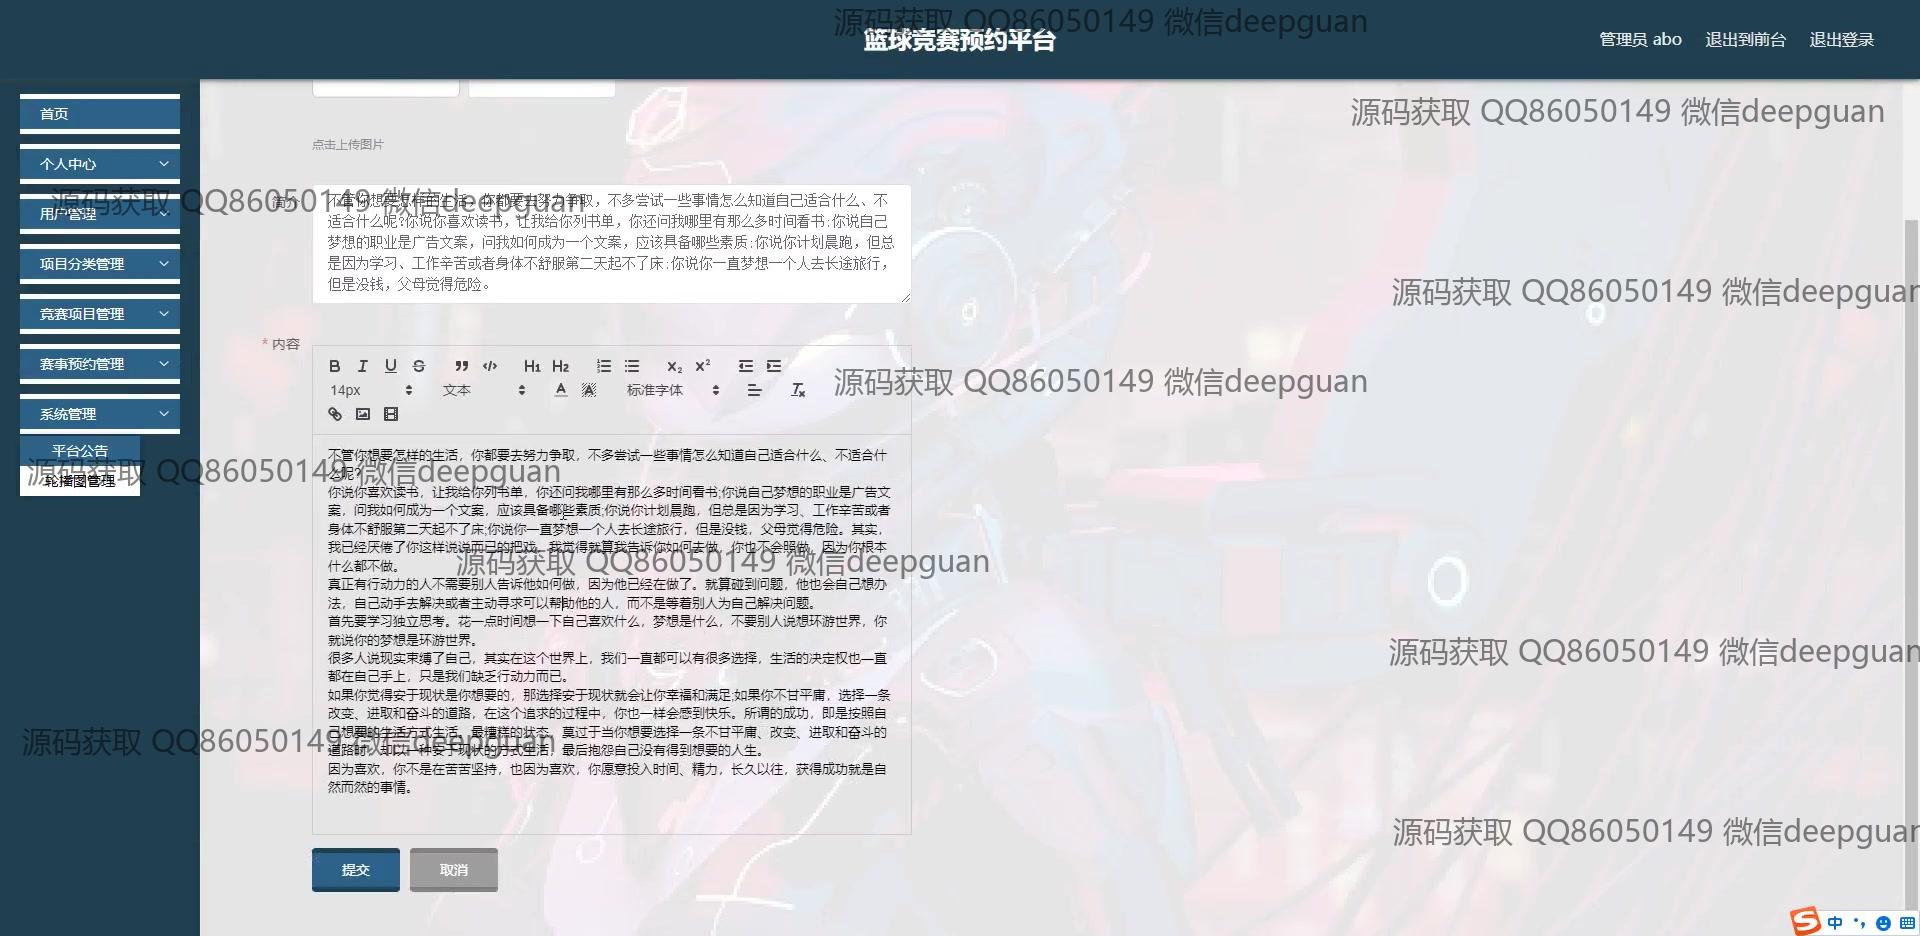 源码获取 QQ86050149 微信deepguan
篮球竞赛预约平台
管理员 abo
退出到前台
退出登录
首页
源码获取 QQ86050149 微信deepguan
点击上传图片
个人中心
源码获取 QQ86050149 微信deepguan
用户管理
不管你想要怎样的生活，你都要去努力争取，不多尝试一些事情怎么知道自己适合什么、不
适合什么呢?你说你喜欢读书，让我给你列书单，你还问我哪里有那么多时间看书;你说自己
梦想的职业是广告文案，问我如何成为一个文案，应该具备哪些素质;你说你计划晨跑，但总
是因为学习、工作辛苦或者身体不舒服第二天起不了床;你说你一直梦想一个人去长途旅行，
但是没钱，父母觉得危险。
项目分类管理
源码获取 QQ86050149 微信deepguan
竞赛项目管理
* 内容
赛事预约管理
B I U S H1 H2 x2 x2
14px 文本 A A 标准字体 Tx
源码获取 QQ86050149 微信deepguan
系统管理
平台公告
源码获取 QQ86050149 微信deepguan
轮播图管理
不管你想要怎样的生活，你都要去努力争取，不多尝试一些事情怎么知道自己适合什么、不适合什
么呢?
你说你喜欢读书，让我给你列书单，你还问我哪里有那么多时间看书;你说自己梦想的职业是广告文
案，问我如何成为一个文案，应该具备哪些素质;你说你计划晨跑，但总是因为学习、工作辛苦或者
身体不舒服第二天起不了床;你说你一直梦想一个人去长途旅行，但是没钱，父母觉得危险。其实，
我已经厌倦了你这样说说而已的把戏，我觉得就算我告诉你如何去做，你也不会照做，因为你根本
什么都不做。
源码获取 QQ86050149 微信deepguan
真正有行动力的人不需要别人告诉他如何做，因为他已经在做了。就算碰到问题，他也会自己想办
法，自己动手去解决或者主动寻求可以帮助他的人，而不是等着别人为自己解决问题。
首先要学习独立思考。花一点时间想一下自己喜欢什么，梦想是什么，不要别人说想环游世界，你
就说你的梦想是环游世界。
源码获取 QQ86050149 微信deepguan
很多人说现实束缚了自己，其实在这个世界上，我们一直都可以有很多选择，生活的决定权也一直
都在自己手上，只是我们缺乏行动力而已。
如果你觉得安于现状是你想要的，那选择安于现状就会让你幸福和满足;如果你不甘平庸，选择一条
改变、进取和奋斗的道路，在这个追求的过程中，你也一样会感到快乐。所谓的成功，即是按照自
己想要的生活方式生活。最糟糕的状态，莫过于当你想要选择一条不甘平庸、改变、进取和奋斗的
道路时，却以一种安于现状的方式生活，最后抱怨自己没有得到想要的人生。
源码获取 QQ86050149 微信deepguan
因为喜欢，你不是在苦苦坚持，也因为喜欢，你愿意投入时间、精力，长久以往，获得成功就是自
然而然的事情。
源码获取 QQ86050149 微信deepguan
提交
取消
S 中